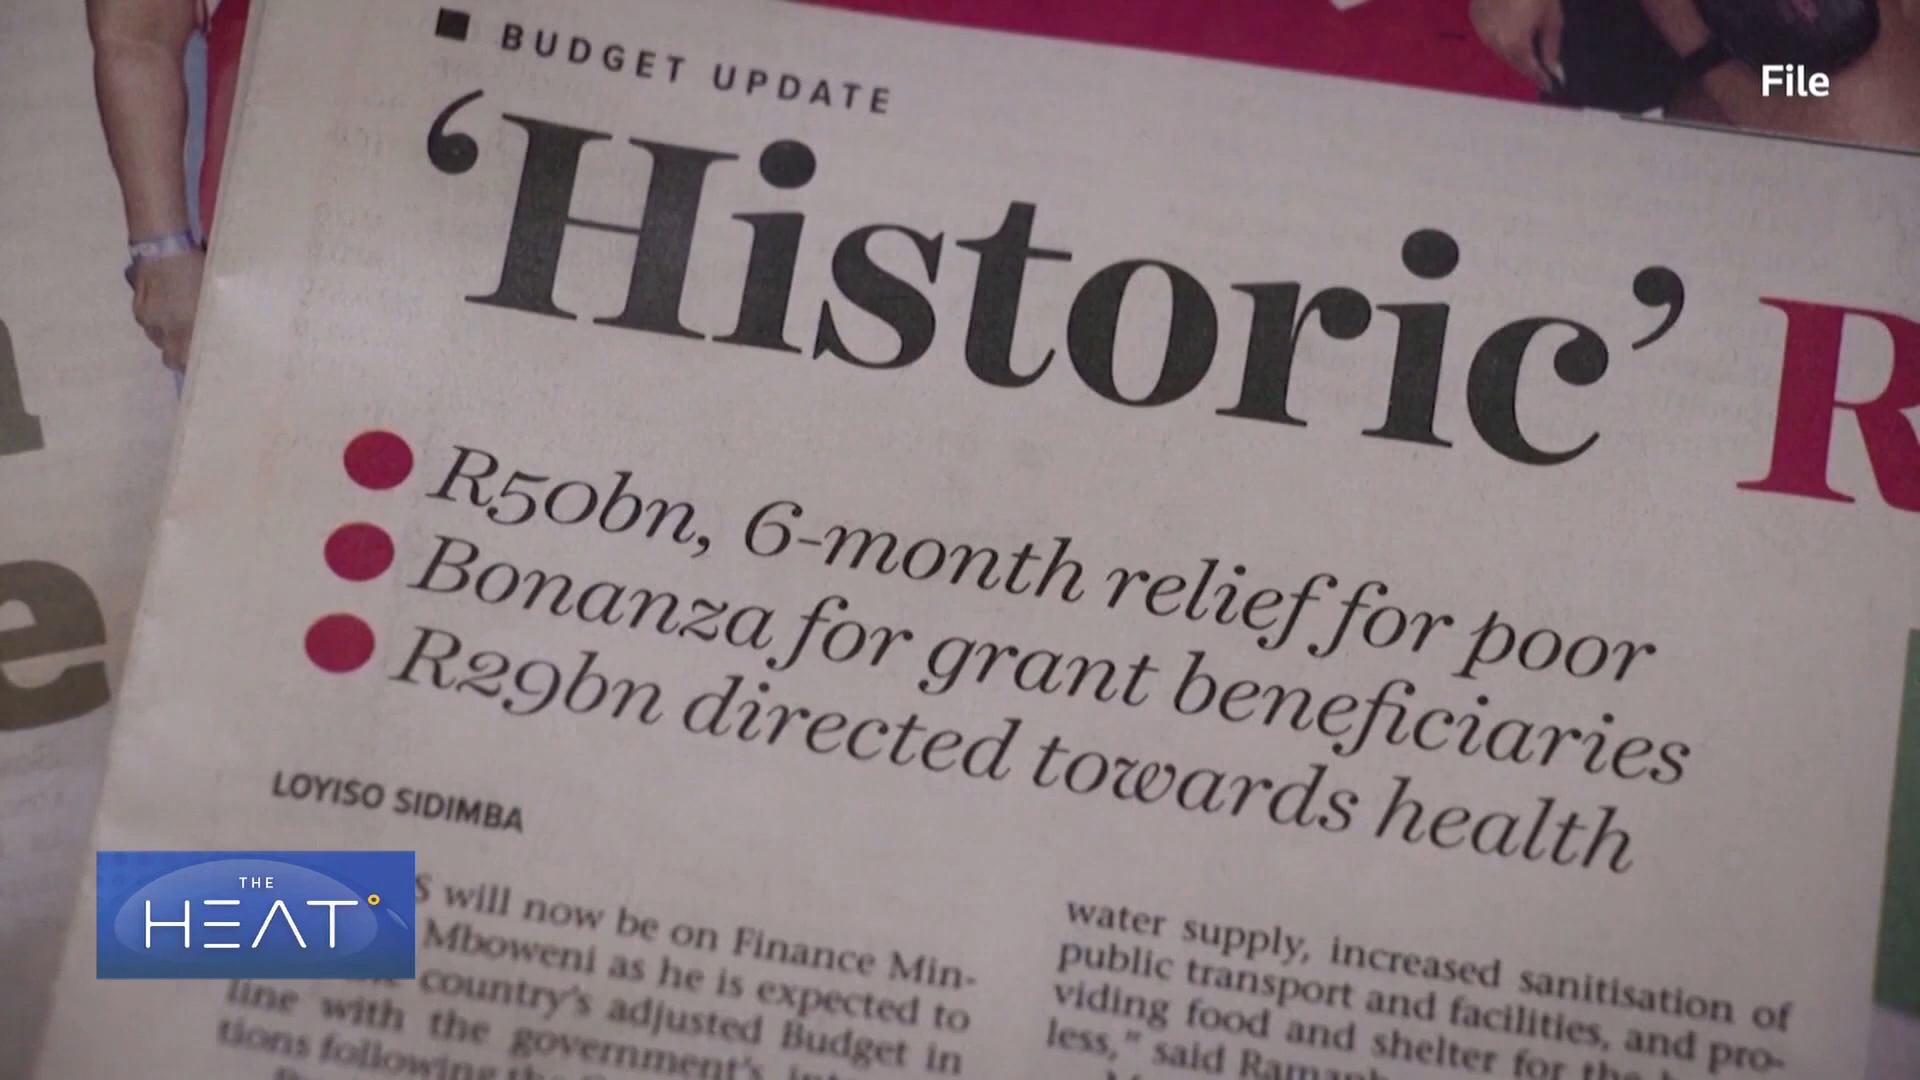 BUDGET UPDATE
File
‘Historic’ R
R50bn, 6-month relief for poor
Bonanza for grant beneficiaries
R29bn directed towards health
LOYISO SIDIMBA
S will now be on Finance Min-
Mboweni as he is expected to
country's adjusted Budget in
line with the government's
tions following the
water supply, increased sanitisation of
public transport and facilities, and pro-
viding food and shelter for the
less,” said
THE
HEAT
e